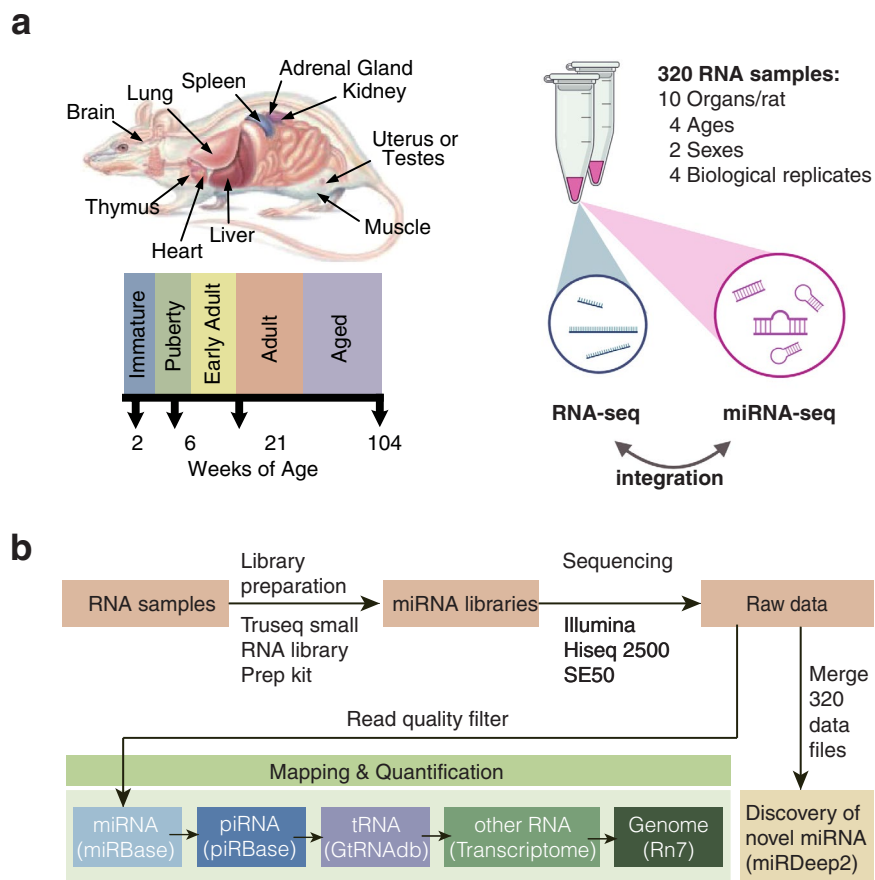 a
Adrenal Gland
Spleen
Kidney
Lung
Brain
Uterus or
Testes
Thymus
Muscle
Liver
Heart
Immature
Puberty
Early Adult
Adult
Aged
2 6 21 104
Weeks of Age
320 RNA samples:
10 Organs/rat
4 Ages
2 Sexes
4 Biological replicates
RNA-seq
miRNA-seq
integration
b
Library
preparation
Sequencing
RNA samples
miRNA libraries
Raw data
Truseq small
RNA library
Prep kit
Illumina
Hiseq 2500
SE50
Merge
320
data
files
Read quality filter
Mapping & Quantification
miRNA
(miRBase)
piRNA
(piRBase)
tRNA
(GtRNAdb)
other RNA
(Transcriptome)
Genome
(Rn7)
Discovery of
novel miRNA
(miRDeep2)